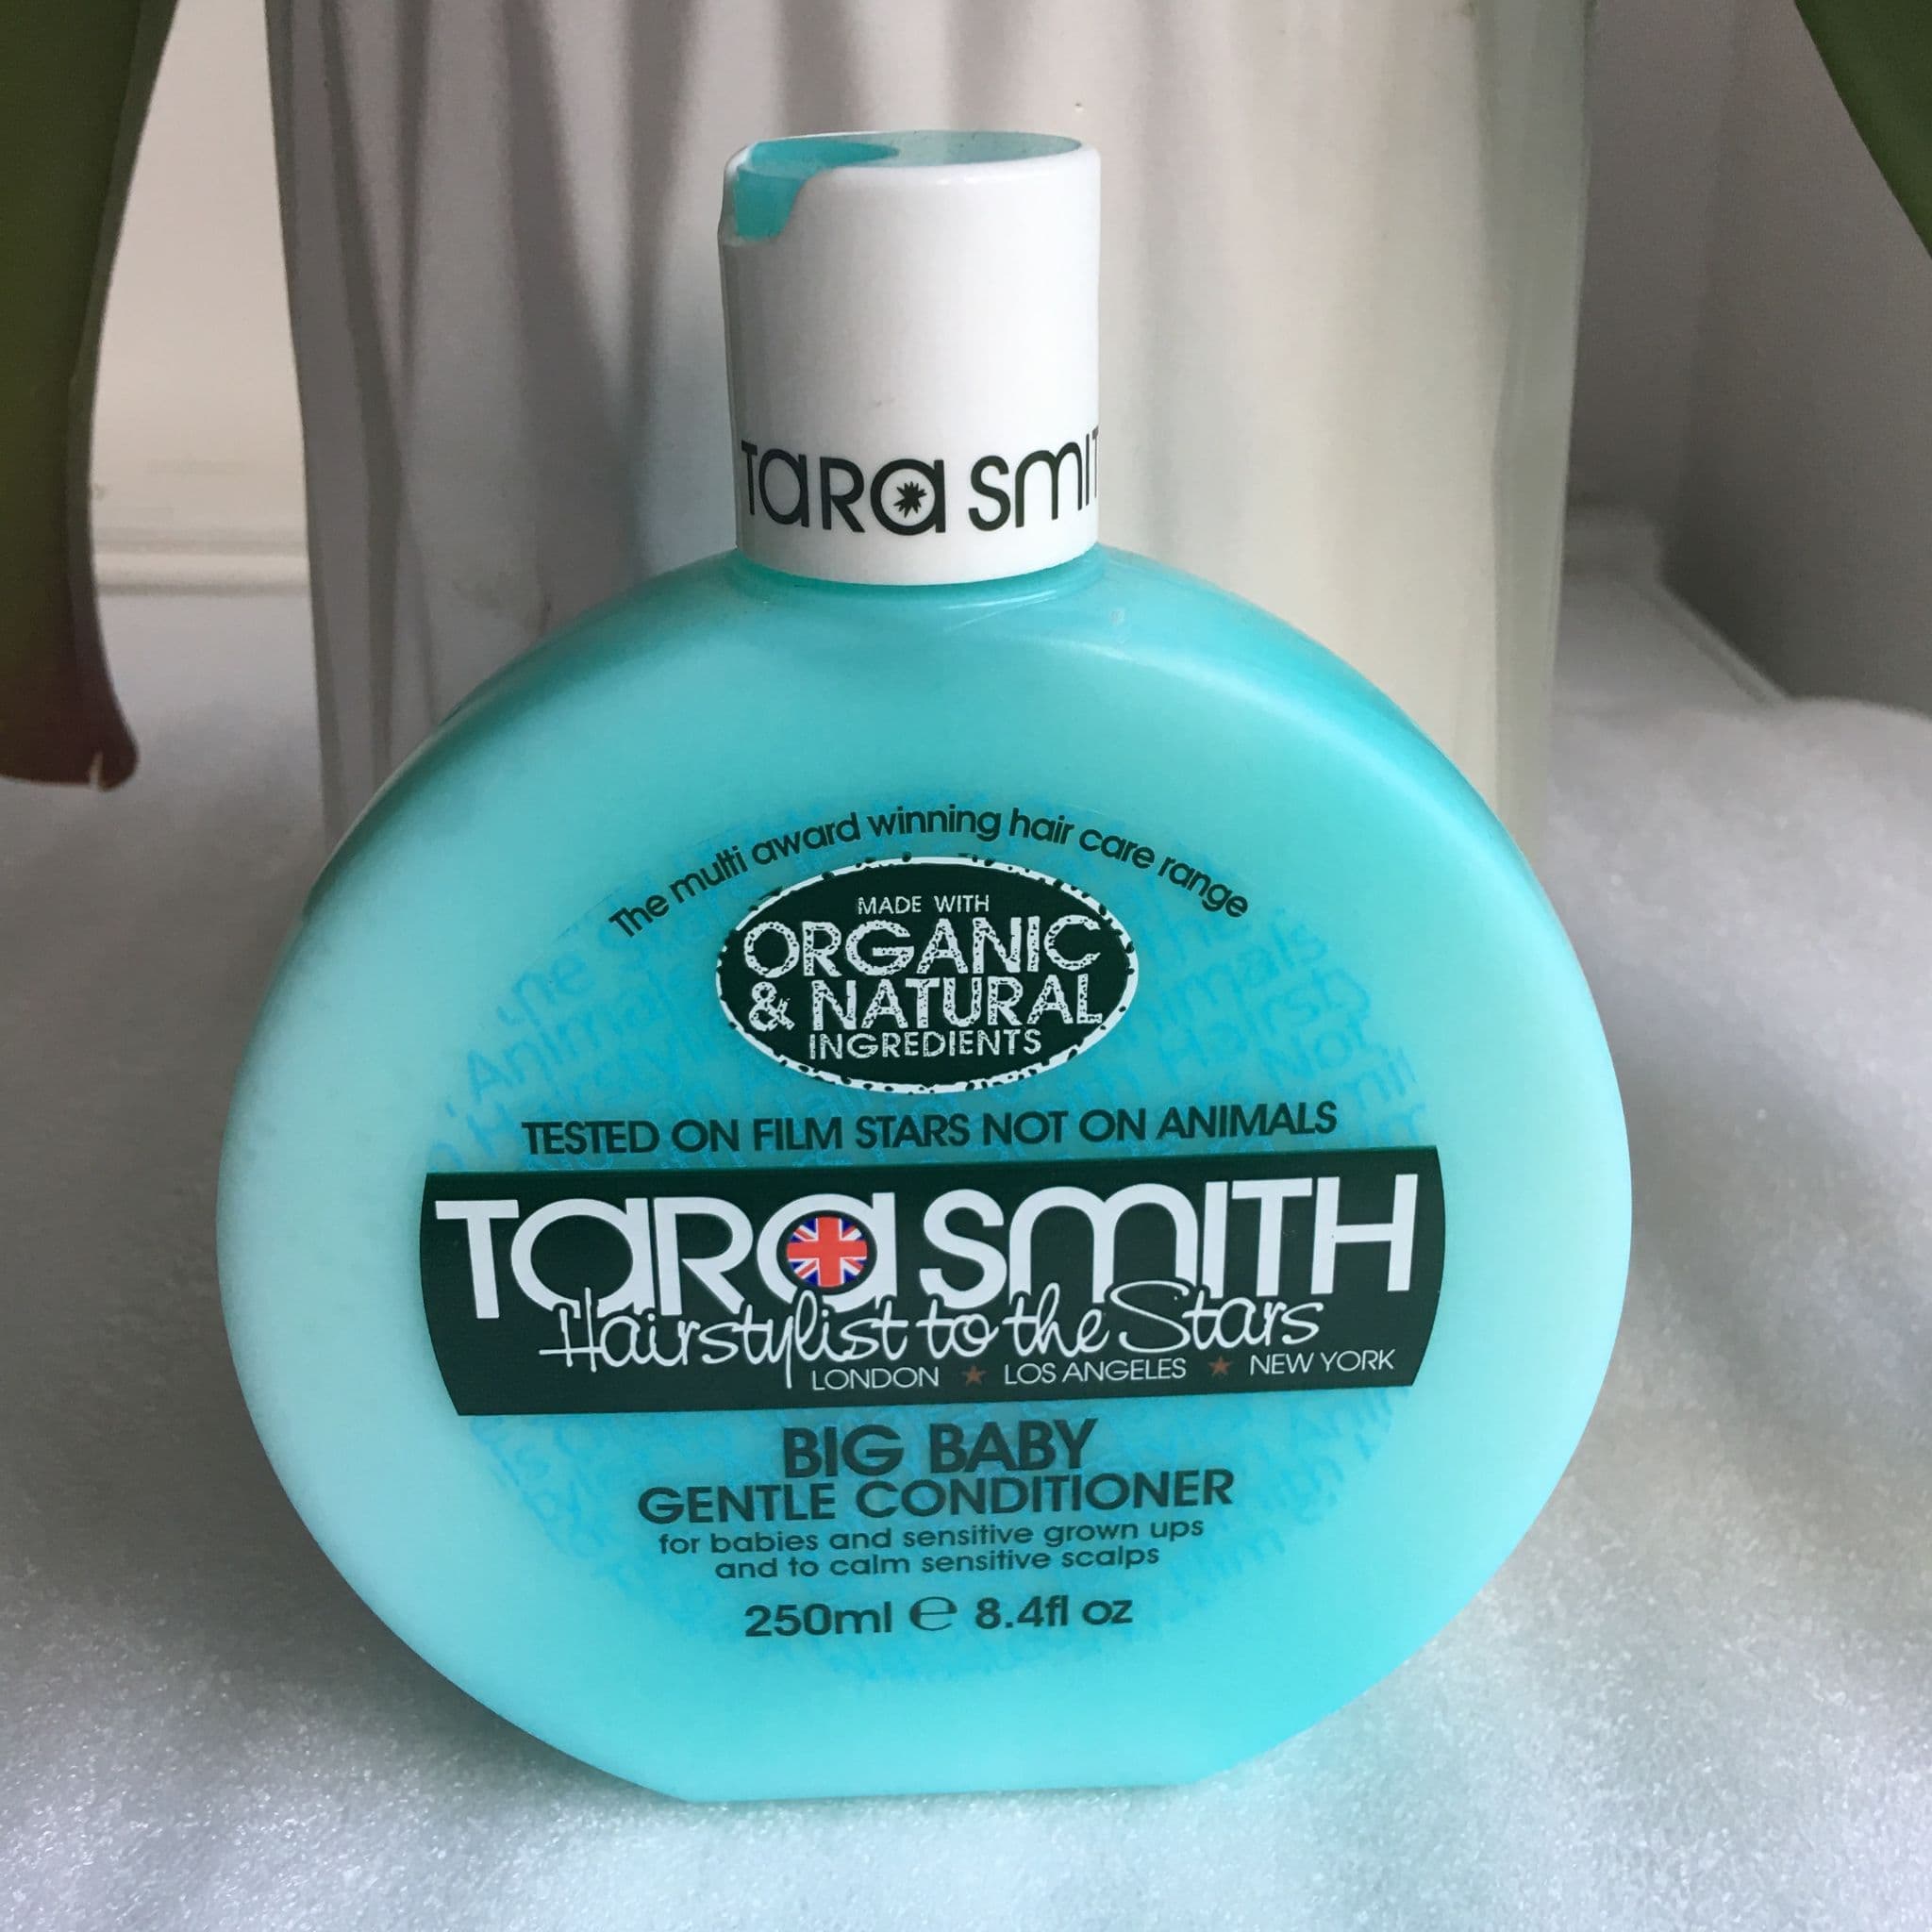 TARA SMIT
The multi award winning hair care range
MADE WITH
ORGANIC
& NATURAL
INGREDIENTS
TESTED ON FILM STARS NOT ON ANIMALS
TARA SMITH
Hairstylist to the Stars
LONDON ★ LOS ANGELES ★ NEW YORK
BIG BABY
GENTLE CONDITIONER
for babies and sensitive grown ups
and to calm sensitive scalps
250ml ℮ 8.4fl oz